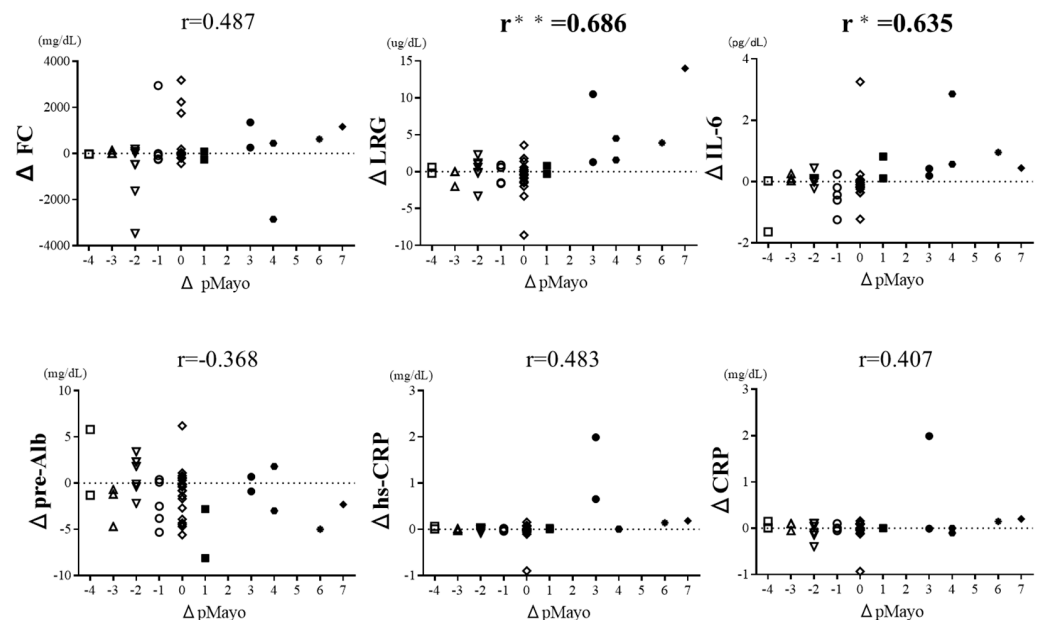 r=0.487
(mg/dL)
4000
2000
0
-2000
-4000
Δ FC
-4 -3 -2 -1 0 1 2 3 4 5 6 7
Δ pMayo
r＊＊=0.686
(ug/dL)
15
10
5
0
-5
-10
Δ LRG
-4 -3 -2 -1 0 1 2 3 4 5 6 7
Δ pMayo
r＊=0.635
(pg/dL)
4
2
0
-2
Δ IL-6
-4 -3 -2 -1 0 1 2 3 4 5 6 7
Δ pMayo
r=-0.368
(mg/dL)
10
5
0
-5
-10
Δ pre-Alb
-4 -3 -2 -1 0 1 2 3 4 5 6 7
Δ pMayo
r=0.483
(mg/dL)
3
2
1
0
-1
Δ hs-CRP
-4 -3 -2 -1 0 1 2 3 4 5 6 7
Δ pMayo
r=0.407
(mg/dL)
3
2
1
0
-1
Δ CRP
-4 -3 -2 -1 0 1 2 3 4 5 6 7
Δ pMayo